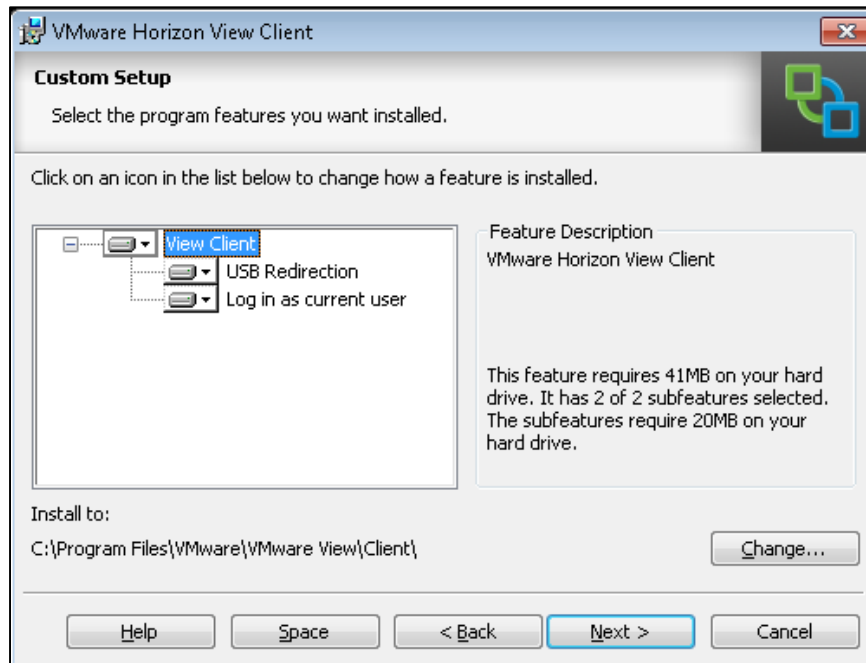 VMware Horizon View Client
Custom Setup
Select the program features you want installed.
Click on an icon in the list below to change how a feature is installed.
View Client
USB Redirection
Log in as current user
Feature Description
VMware Horizon View Client
This feature requires 41MB on your hard
drive. It has 2 of 2 subfeatures selected.
The subfeatures require 20MB on your
hard drive.
Install to:
C:\Program Files\VMware\VMware View\Client\
Change...
Help
Space
< Back
Next >
Cancel